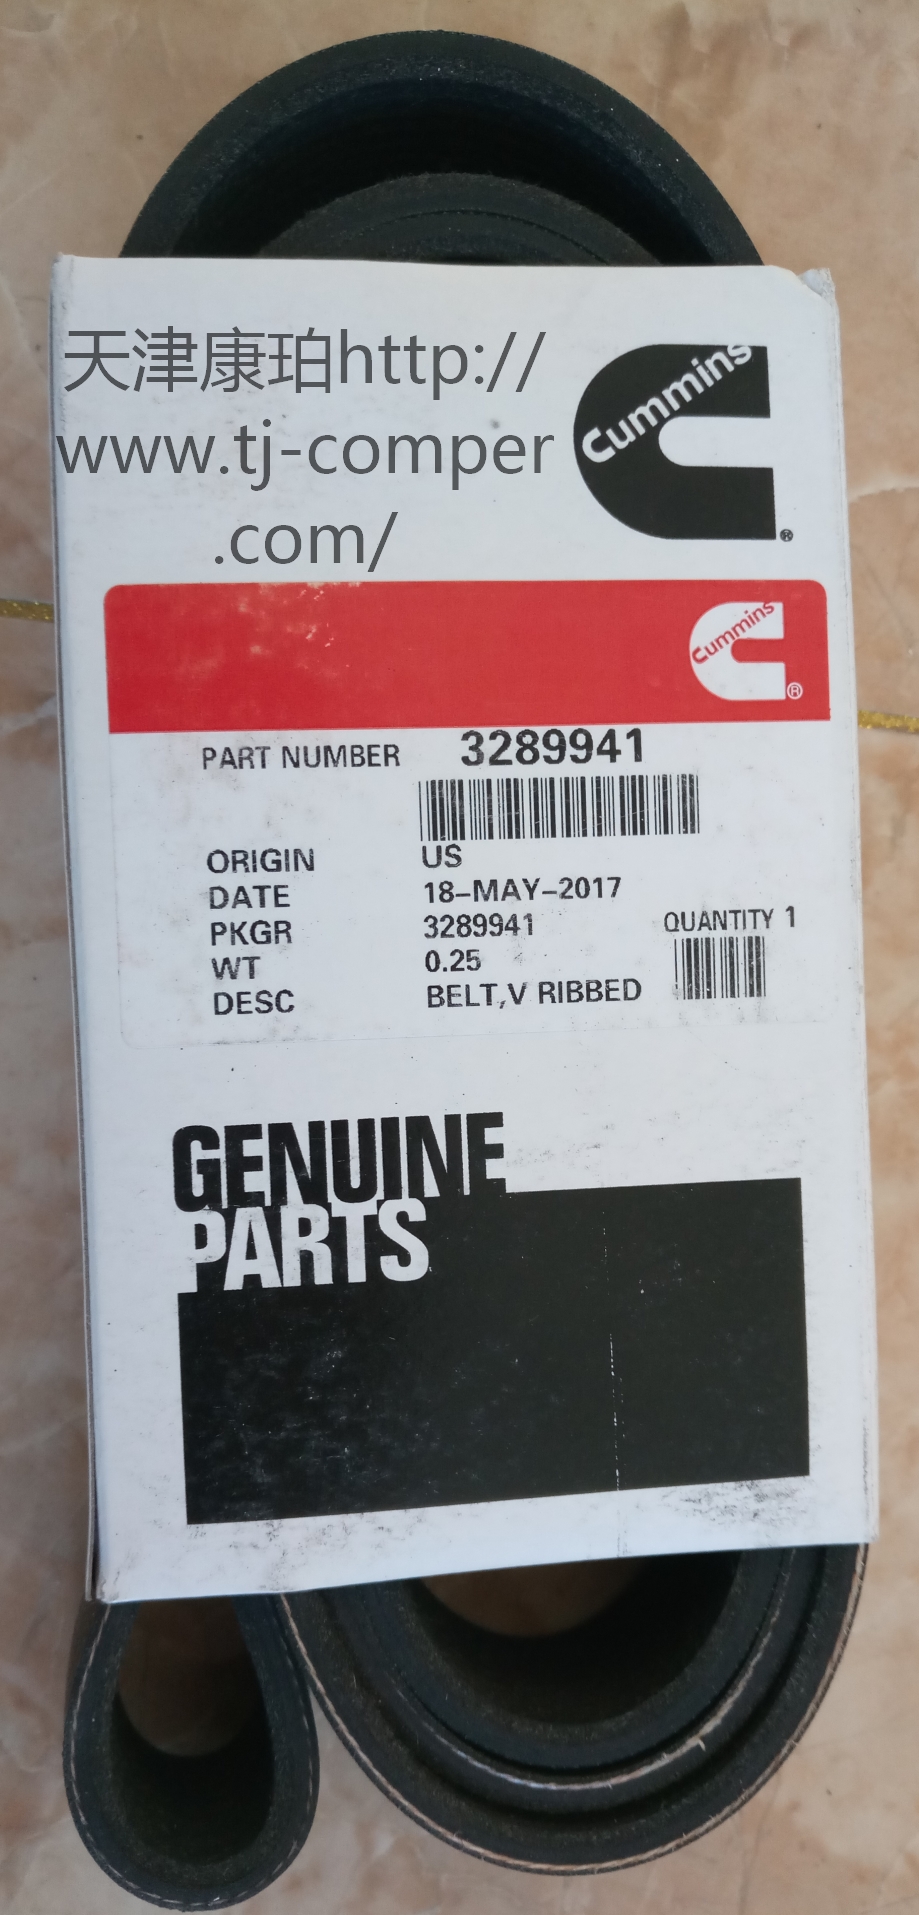 天津康珀http://
www.tj-comper
.com/
Cummins
®
Cummins
®
PART NUMBER 3289941
ORIGIN US
DATE 18-MAY-2017
PKGR 3289941 QUANTITY 1
WT 0.25
DESC BELT,V RIBBED
GENUINE
PARTS